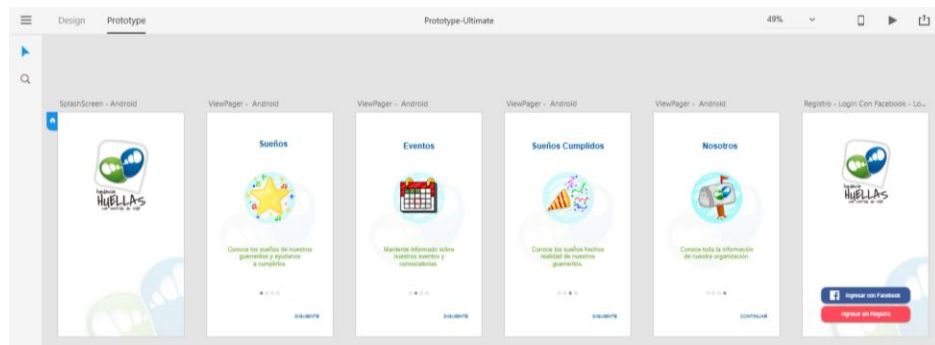 Design Prototype Prototype-Ultimate 49%
SplashScreen - Android
ViewPager - Android
ViewPager - Android
ViewPager - Android
ViewPager - Android
Registro - Login Con Facebook - Lo...
HUELLAS
Sueños
Conoce los sueños de nuestros
guerreritos y ayudanos
a cumplirlos.
SIGUIENTE
Eventos
Mantente informado sobre
nuestros eventos y
convocatorias.
SIGUIENTE
Sueños Cumplidos
Conoce los sueños hechos
realidad de nuestros
guerreritos.
SIGUIENTE
Nosotros
Conoce toda la información
de nuestra organización.
CONTINUAR
HUELLAS
Ingresar con Facebook
Ingresar sin Registro